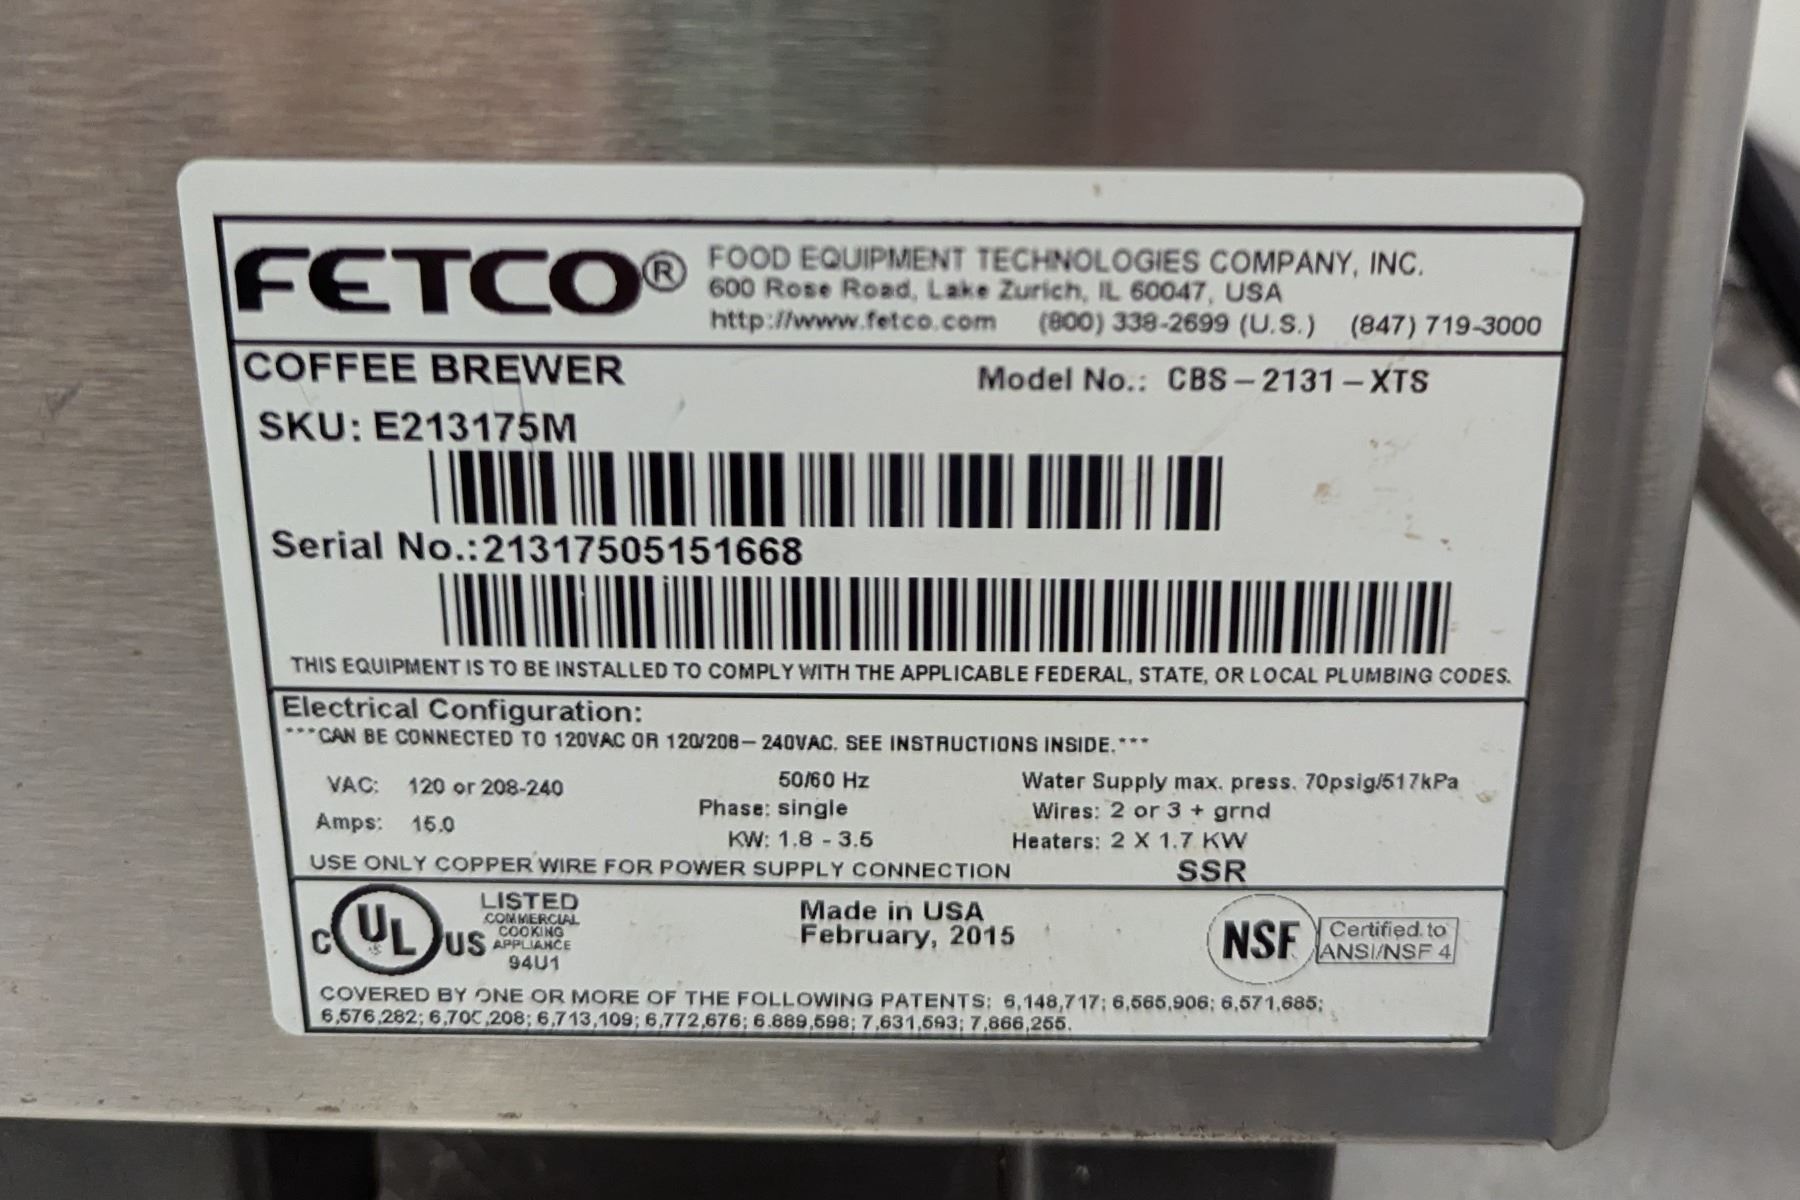 FETCO® FOOD EQUIPMENT TECHNOLOGIES COMPANY, INC.
600 Rose Road, Lake Zurich, IL 60047, USA
http://www.fetco.com (800) 338-2699 (U.S.) (847) 719-3000
COFFEE BREWER Model No.: CBS-2131-XTS
SKU: E213175M
Serial No.:21317505151668
THIS EQUIPMENT IS TO BE INSTALLED TO COMPLY WITH THE APPLICABLE FEDERAL, STATE, OR LOCAL PLUMBING CODES.
Electrical Configuration:
***CAN BE CONNECTED TO 120VAC OR 120/208-240VAC. SEE INSTRUCTIONS INSIDE.***
VAC: 120 or 208-240 50/60 Hz Water Supply max. press. 70psig/517kPa
Phase: single Wires: 2 or 3 + grnd
Amps: 15.0 KW: 1.8 - 3.5 Heaters: 2 X 1.7 KW
USE ONLY COPPER WIRE FOR POWER SUPPLY CONNECTION SSR
C UL US
LISTED
COMMERCIAL
COOKING
APPLIANCE
94U1
Made in USA
February, 2015
NSF
Certified to
ANSI/NSF 4
COVERED BY ONE OR MORE OF THE FOLLOWING PATENTS: 6,148,717; 6,565,906; 6,571,685;
6,576,282; 6,713,109; 6,772,676; 6.889,598; 7,631,593; 7,866,255.